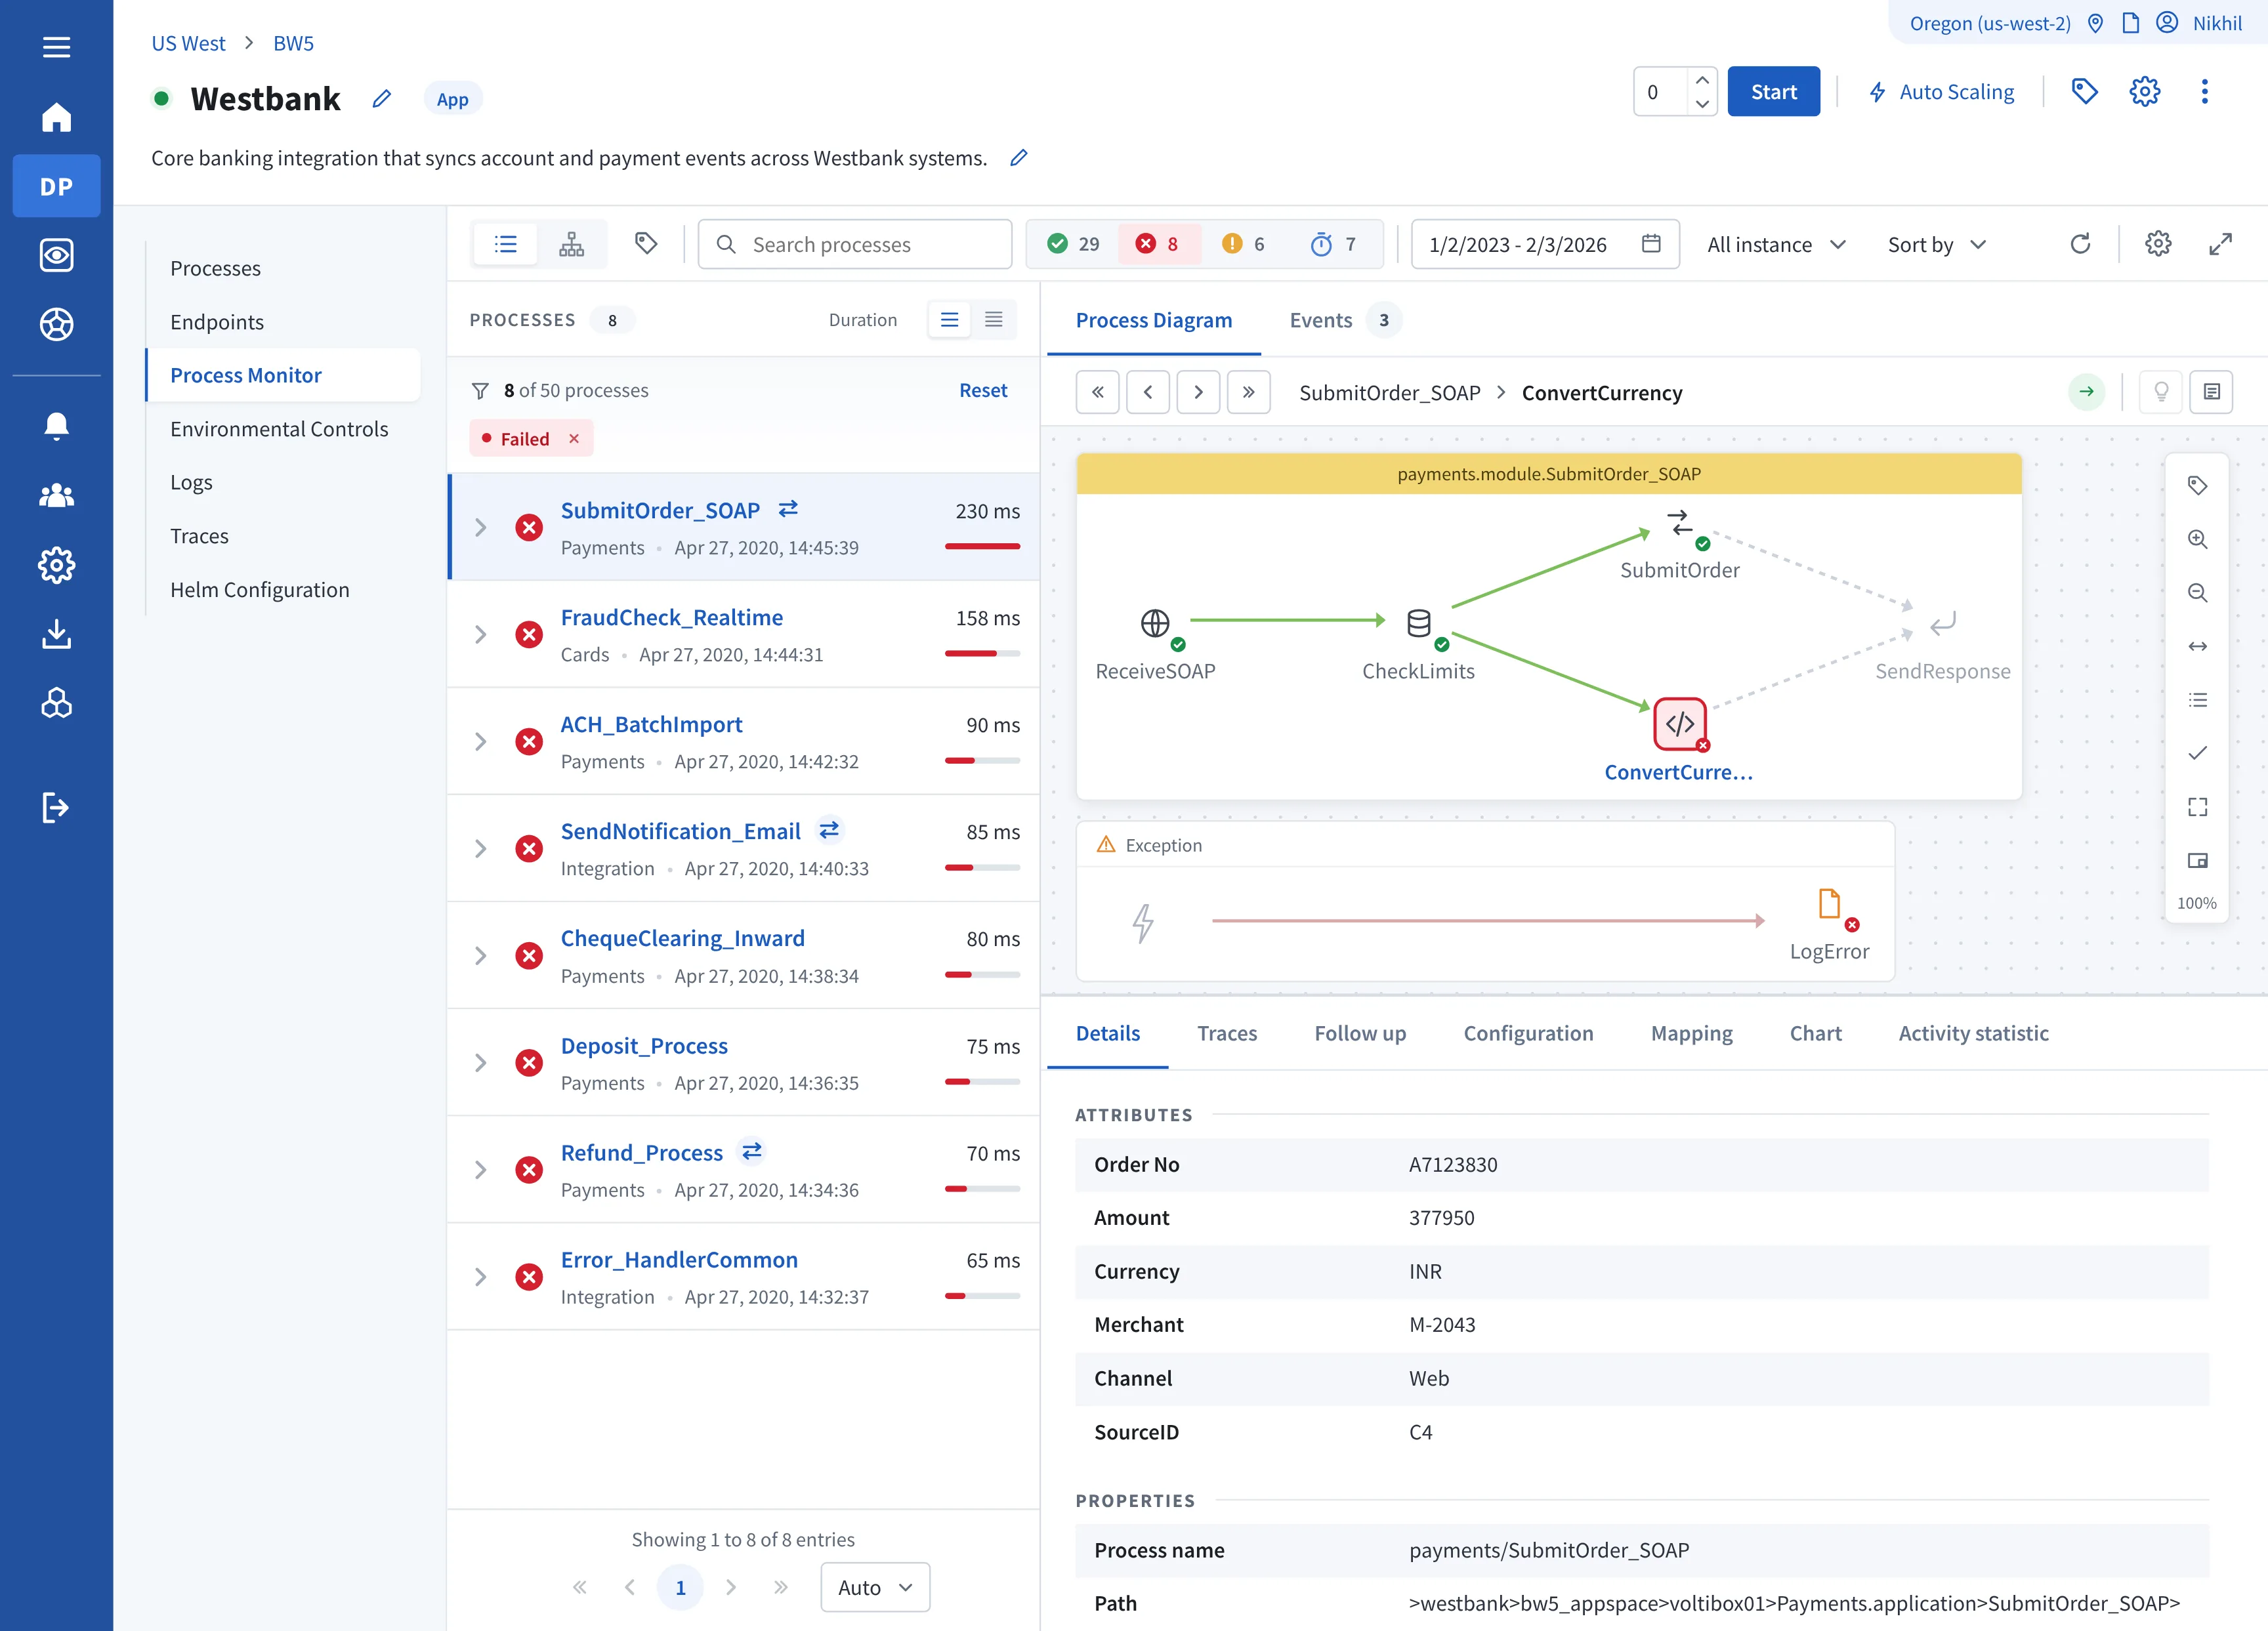 Oregon (us-west-2) Nikhil
US West > BW5
Westbank App
0 Start Auto Scaling
Core banking integration that syncs account and payment events across Westbank systems.
DP
Processes
Endpoints
Process Monitor
Environmental Controls
Logs
Traces
Helm Configuration
Search processes 29 8 6 7 1/2/2023 - 2/3/2026 All instance Sort by
PROCESSES 8 Duration
8 of 50 processes Reset
Failed ×
SubmitOrder_SOAP 230 ms
Payments • Apr 27, 2020, 14:45:39
FraudCheck_Realtime 158 ms
Cards • Apr 27, 2020, 14:44:31
ACH_BatchImport 90 ms
Payments • Apr 27, 2020, 14:42:32
SendNotification_Email 85 ms
Integration • Apr 27, 2020, 14:40:33
ChequeClearing_Inward 80 ms
Payments • Apr 27, 2020, 14:38:34
Deposit_Process 75 ms
Payments • Apr 27, 2020, 14:36:35
Refund_Process 70 ms
Payments • Apr 27, 2020, 14:34:36
Error_HandlerCommon 65 ms
Integration • Apr 27, 2020, 14:32:37
Showing 1 to 8 of 8 entries
« < 1 > » Auto
Process Diagram Events 3
« < > » SubmitOrder_SOAP > ConvertCurrency
payments.module.SubmitOrder_SOAP
SubmitOrder
ReceiveSOAP CheckLimits SendResponse
</>
ConvertCurre...
Exception
LogError
100%
Details Traces Follow up Configuration Mapping Chart Activity statistic
ATTRIBUTES
Order No A7123830
Amount 377950
Currency INR
Merchant M-2043
Channel Web
SourceID C4
PROPERTIES
Process name payments/SubmitOrder_SOAP
Path >westbank>bw5_appspace>voltibox01>Payments.application>SubmitOrder_SOAP>